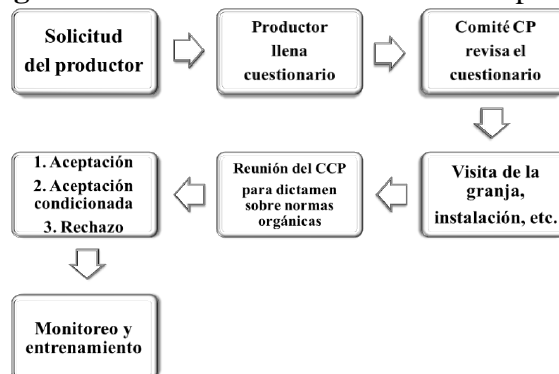 Solicitud
del productor
Productor
llena
cuestionario
Comité CP
revisa el
cuestionario
Visita de la
granja,
instalación, etc.
Reunión del CCP
para dictamen
sobre normas
orgánicas
1. Aceptación
2. Aceptación
condicionada
3. Rechazo
Monitoreo y
entrenamiento